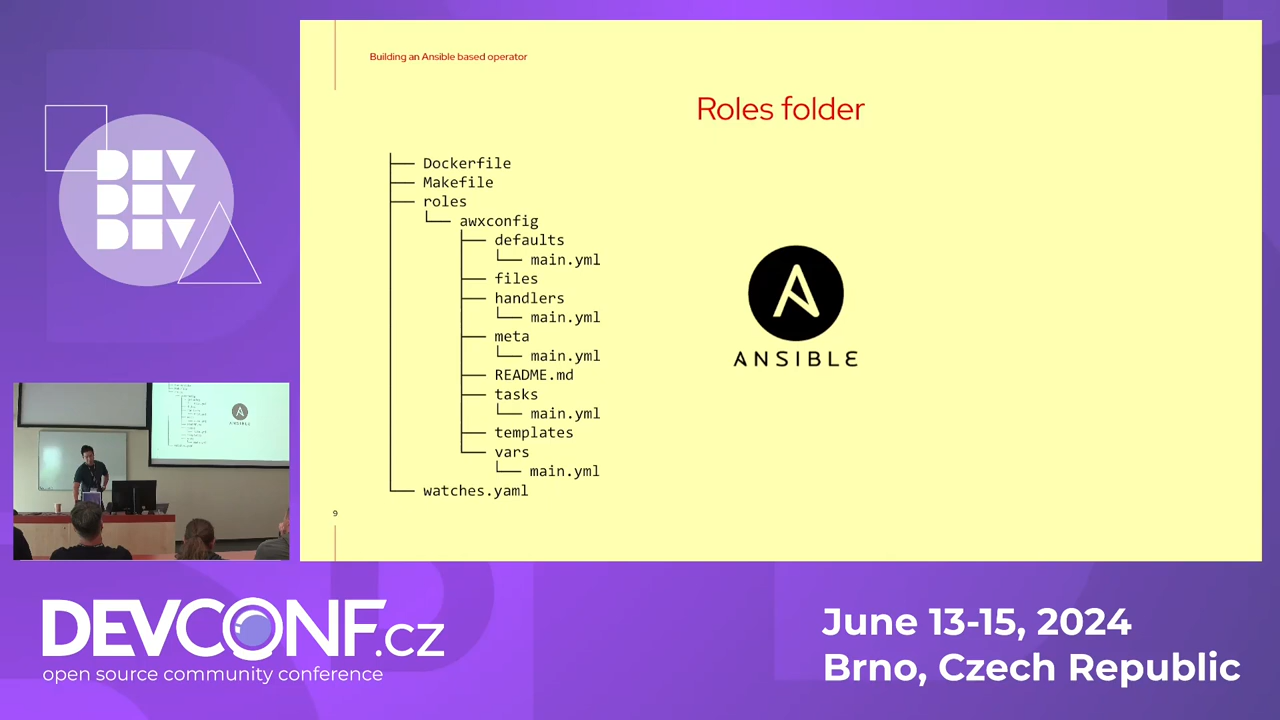 Building an Ansible based operator
Roles folder
Dockerfile
Makefile
roles
awxconfig
defaults
main.yml
files
handlers
main.yml
meta
main.yml
README.md
tasks
main.yml
templates
vars
main.yml
watches.yaml
ANSIBLE
9
DEV
DEV
DEV
DEVCONF.cz
open source community conference
June 13-15, 2024
Brno, Czech Republic